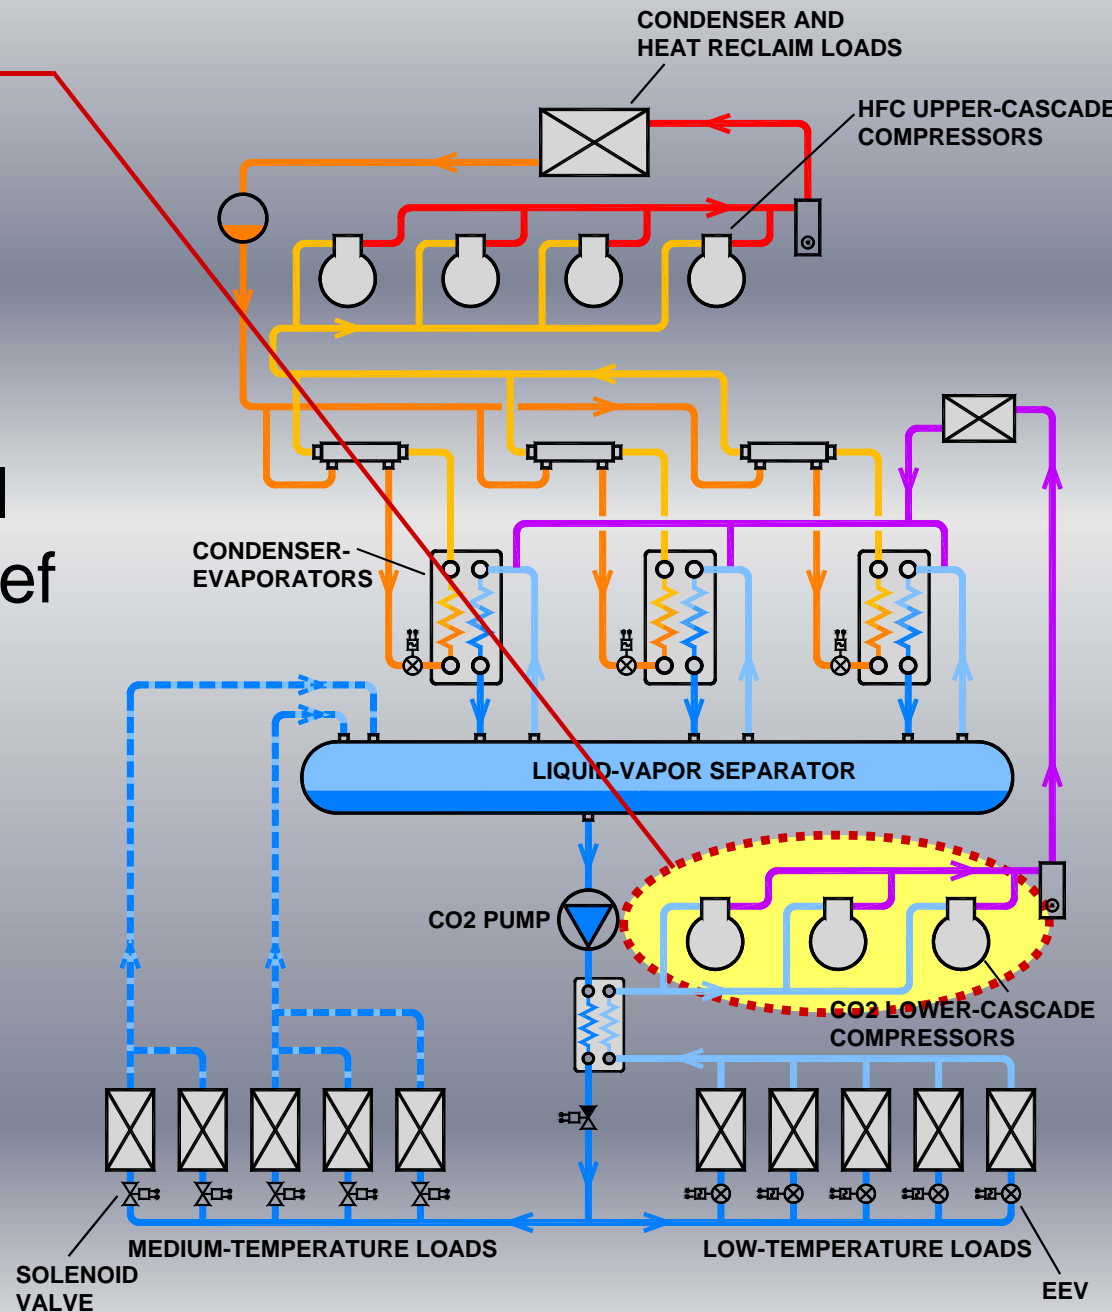 CONDENSER AND
HEAT RECLAIM LOADS
HFC UPPER-CASCADE
COMPRESSORS
ef
CONDENSER-
EVAPORATORS
LIQUID-VAPOR SEPARATOR
CO2 PUMP
CO2 LOWER-CASCADE
COMPRESSORS
MEDIUM-TEMPERATURE LOADS
LOW-TEMPERATURE LOADS
SOLENOID
VALVE
EEV